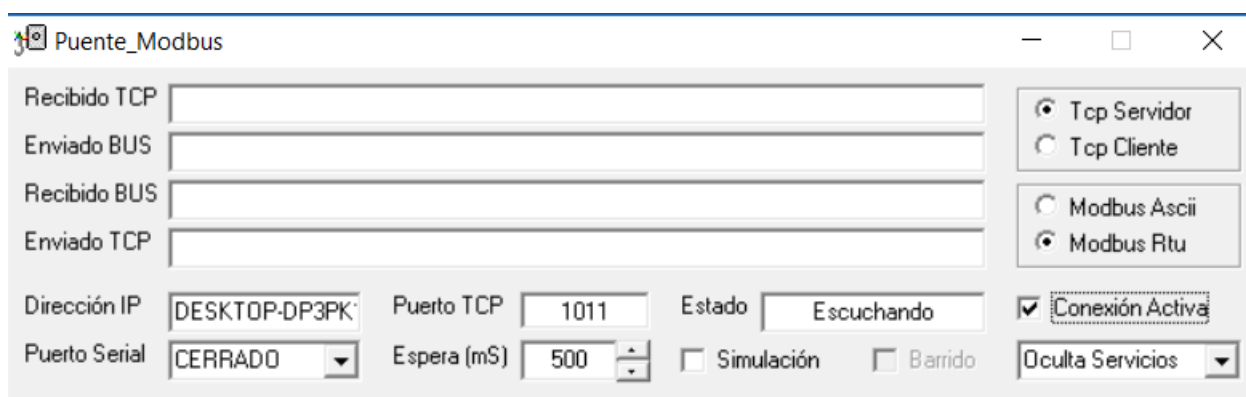 Puente_Modbus
Recibido TCP
Tcp Servidor
Enviado BUS
Tcp Cliente
Recibido BUS
Modbus Ascii
Enviado TCP
Modbus Rtu
Dirección IP DESKTOP-DP3PK Puerto TCP 1011 Estado Escuchando Conexión Activa
Puerto Serial CERRADO Espera (mS) 500 Simulación Barrido Oculta Servicios